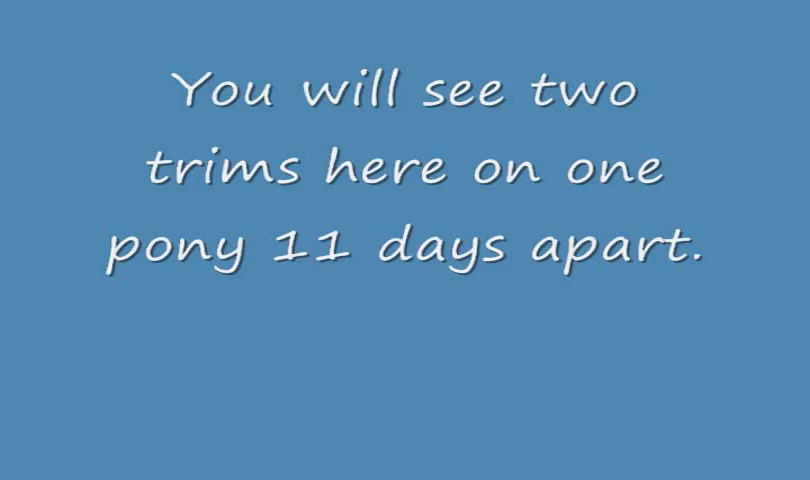 You will see two
trims here on one
pony 11 days apart.